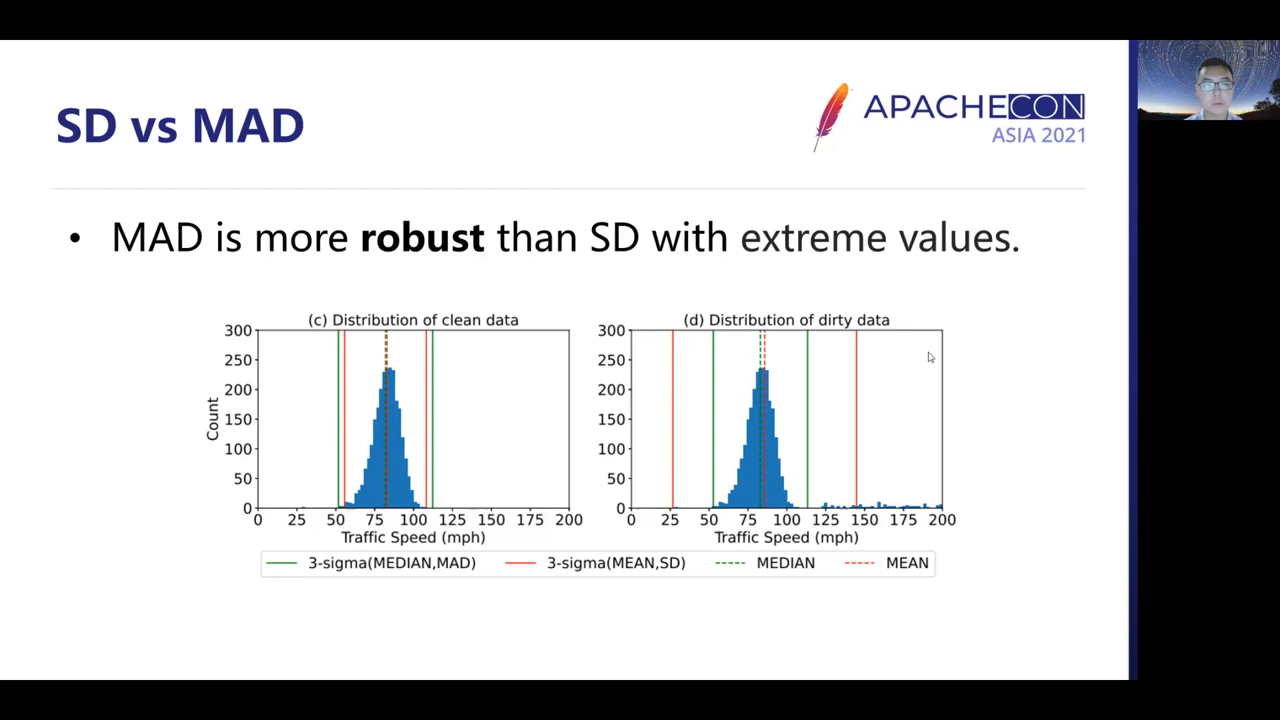 SD vs MAD
APACHECON
ASIA 2021
• MAD is more robust than SD with extreme values.
(c) Distribution of clean data
300
250
200
150
100
50
0
Count
0 25 50 75 100 125 150 175 200
Traffic Speed (mph)
(d) Distribution of dirty data
300
250
200
150
100
50
0
0 25 50 75 100 125 150 175 200
Traffic Speed (mph)
3-sigma(MEDIAN,MAD) 3-sigma(MEAN,SD) MEDIAN MEAN